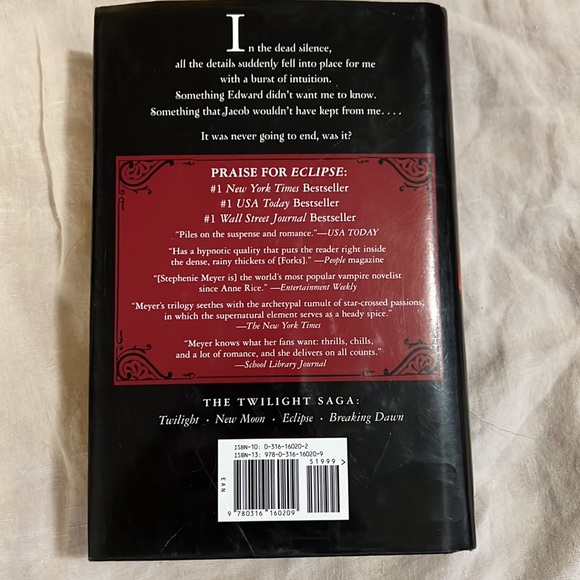 In the dead silence,
all the details suddenly fell into place for me
with a burst of intuition.
Something Edward didn't want me to know.
Something that Jacob wouldn't have kept from me. . . .
It was never going to end, was it?
PRAISE FOR ECLIPSE:
#1 New York Times Bestseller
#1 USA Today Bestseller
#1 Wall Street Journal Bestseller
"Piles on the suspense and romance."—USA TODAY
"Has a hypnotic quality that puts the reader right inside
the dense, rainy thickets of [Forks]." —People magazine
"[Stephenie Meyer is] the world's most popular vampire novelist
since Anne Rice." —Entertainment Weekly
"Meyer's trilogy seethes with the archetypal tumult of star-crossed passions,
in which the supernatural element serves as a heady spice."
—The New York Times
"Meyer knows what her fans want: thrills, chills,
and a lot of romance, and she delivers on all counts."
—School Library Journal
THE TWILIGHT SAGA:
Twilight · New Moon · Eclipse · Breaking Dawn
ISBN-10: 0-316-16020-2
ISBN-13: 978-0-316-16020-9
51999 >
EAN
9 780316 160209